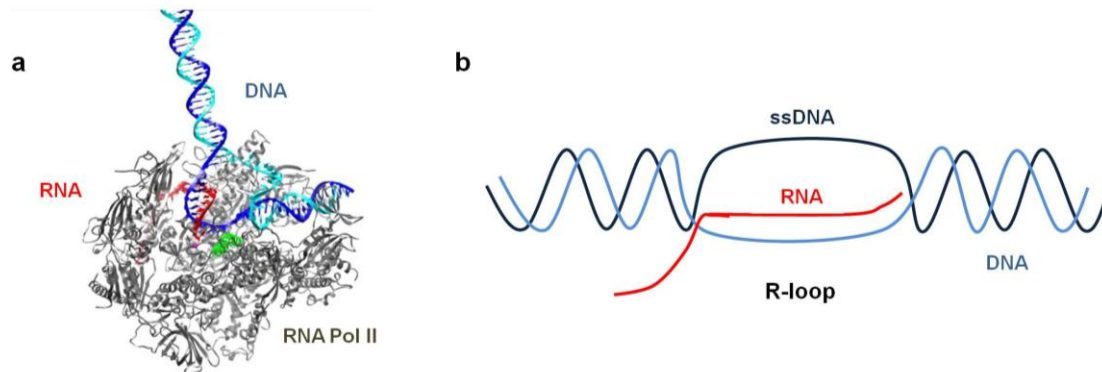 a
DNA
RNA
RNA Pol II
b
ssDNA
RNA
DNA
R-loop